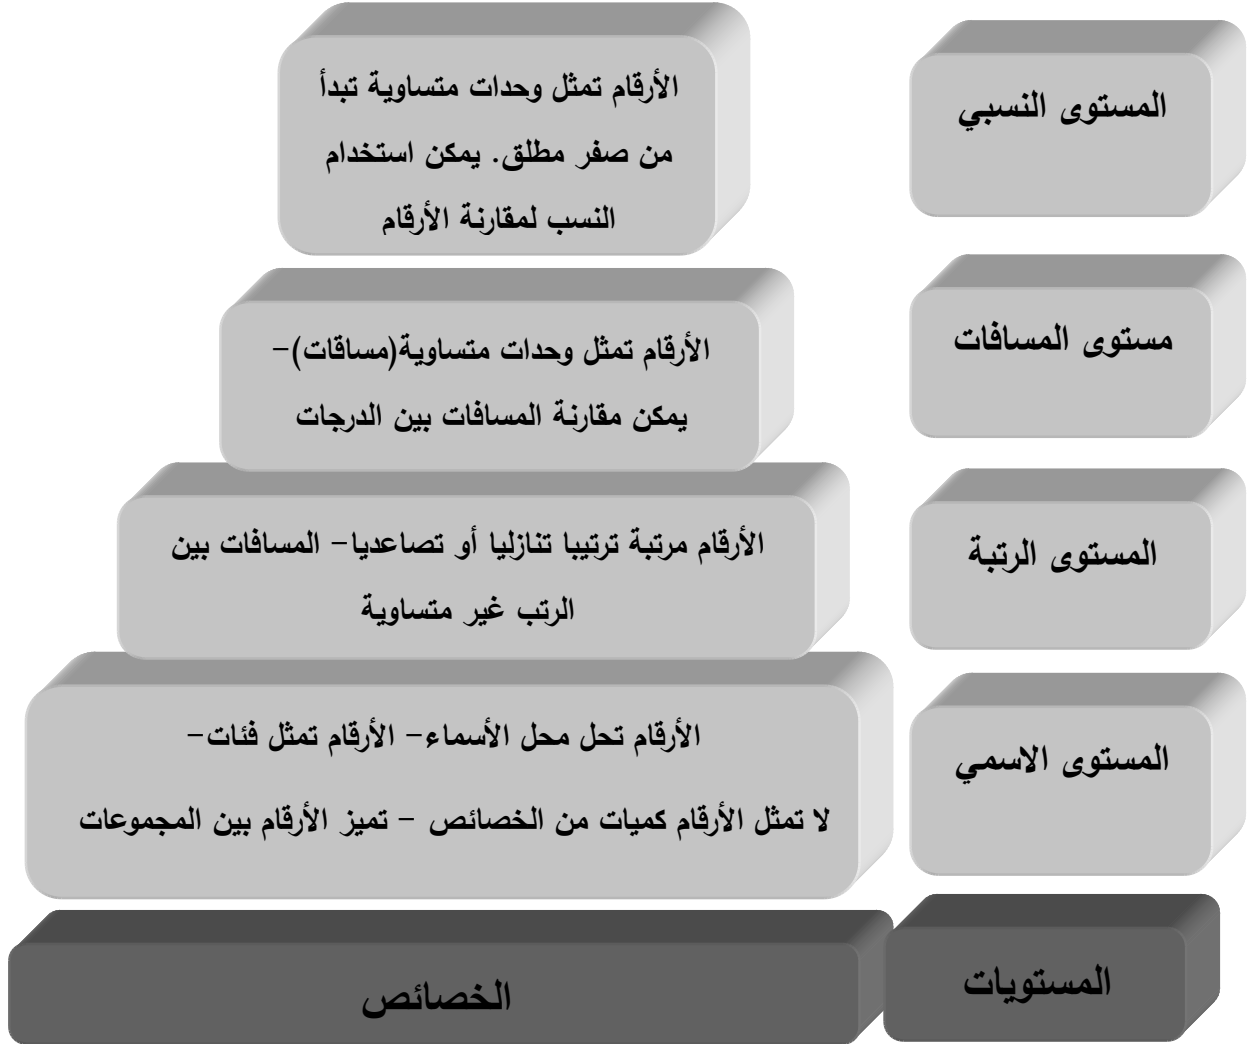 المستوى النسبي
الأرقام تمثل وحدات متساوية تبدأ
من صفر مطلق. يمكن استخدام
النسب لمقارنة الأرقام
مستوى المسافات
الأرقام تمثل وحدات متساوية(مساقات)-
يمكن مقارنة المسافات بين الدرجات
المستوى الرتبة
الأرقام مرتبة ترتيبا تنازليا أو تصاعديا- المسافات بين
الرتب غير متساوية
المستوى الاسمي
الأرقام تحل محل الأسماء- الأرقام تمثل فئات-
لا تمثل الأرقام كميات من الخصائص - تميز الأرقام بين المجموعات
المستويات
الخصائص